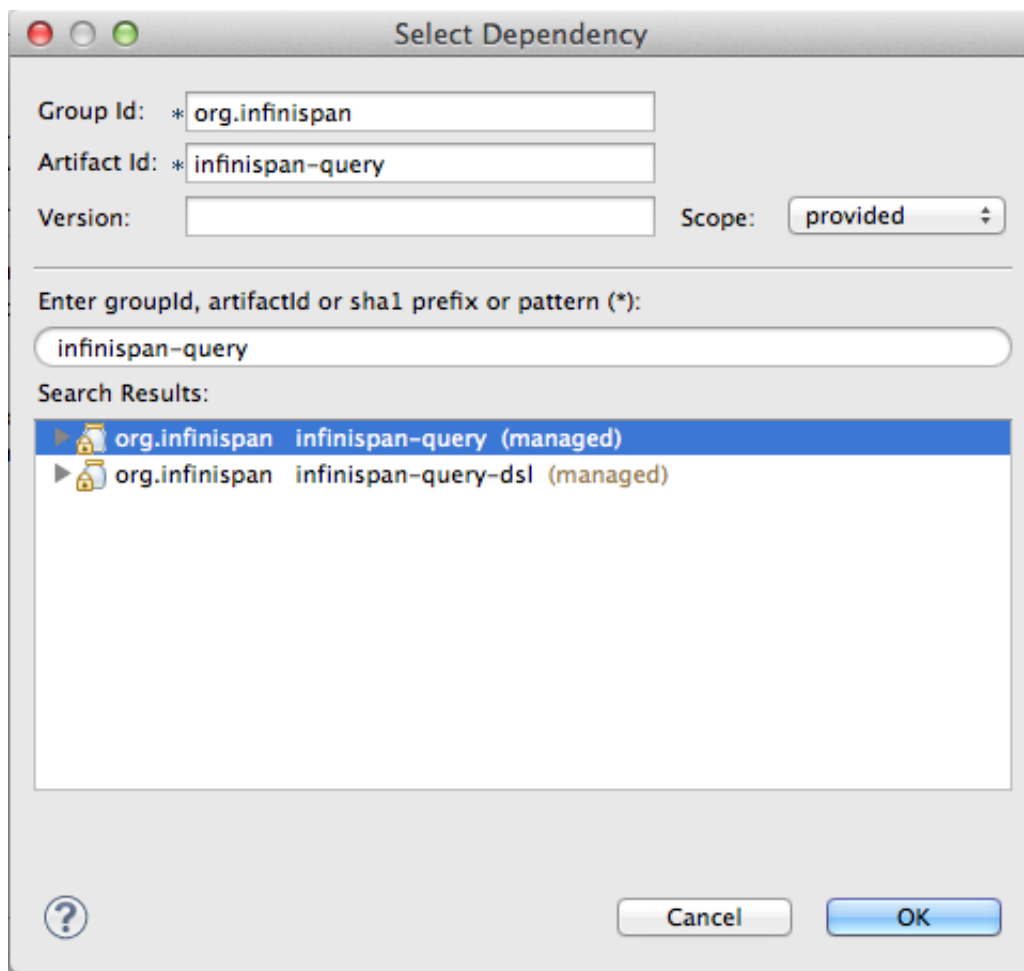 Select Dependency
Group Id: * org.infinispan
Artifact Id: * infinispan-query
Version: Scope: provided
Enter groupId, artifactId or sha1 prefix or pattern (*):
infinispan-query
Search Results:
org.infinispan infinispan-query (managed)
org.infinispan infinispan-query-dsl (managed)
? Cancel OK